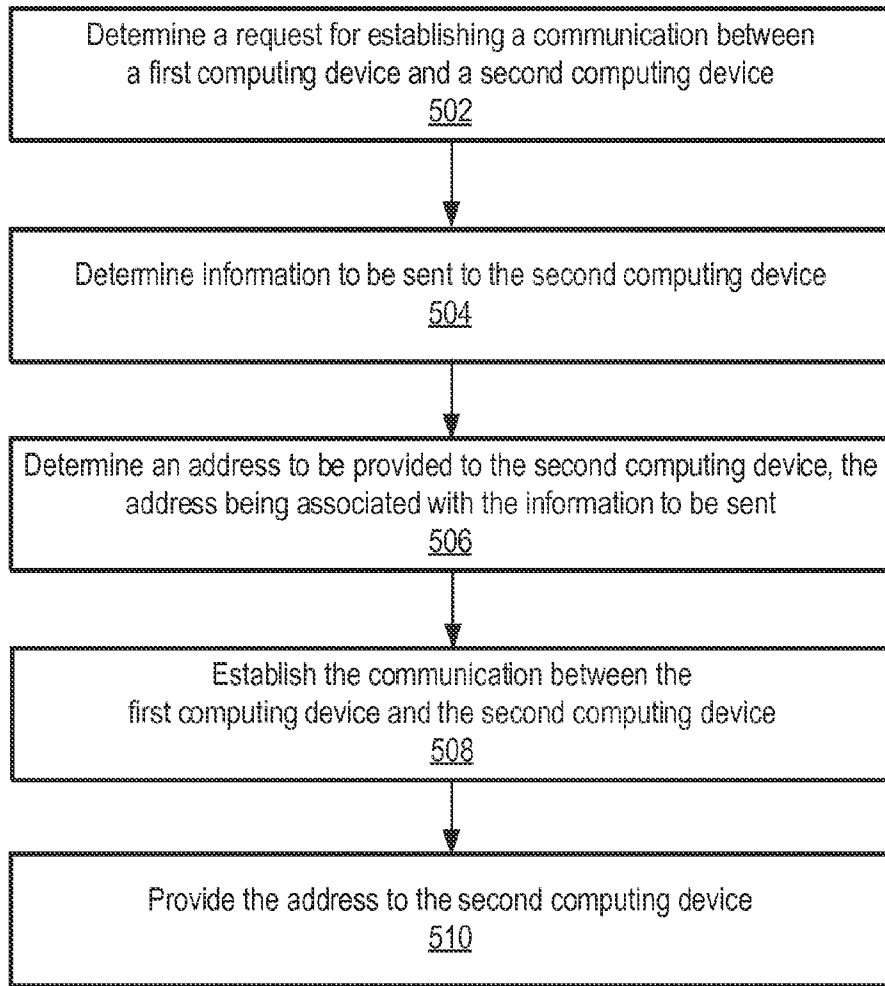 Determine a request for establishing a communication between
a first computing device and a second computing device
502
Determine information to be sent to the second computing device
504
Determine an address to be provided to the second computing device, the
address being associated with the information to be sent
506
Establish the communication between the
first computing device and the second computing device
508
Provide the address to the second computing device
510